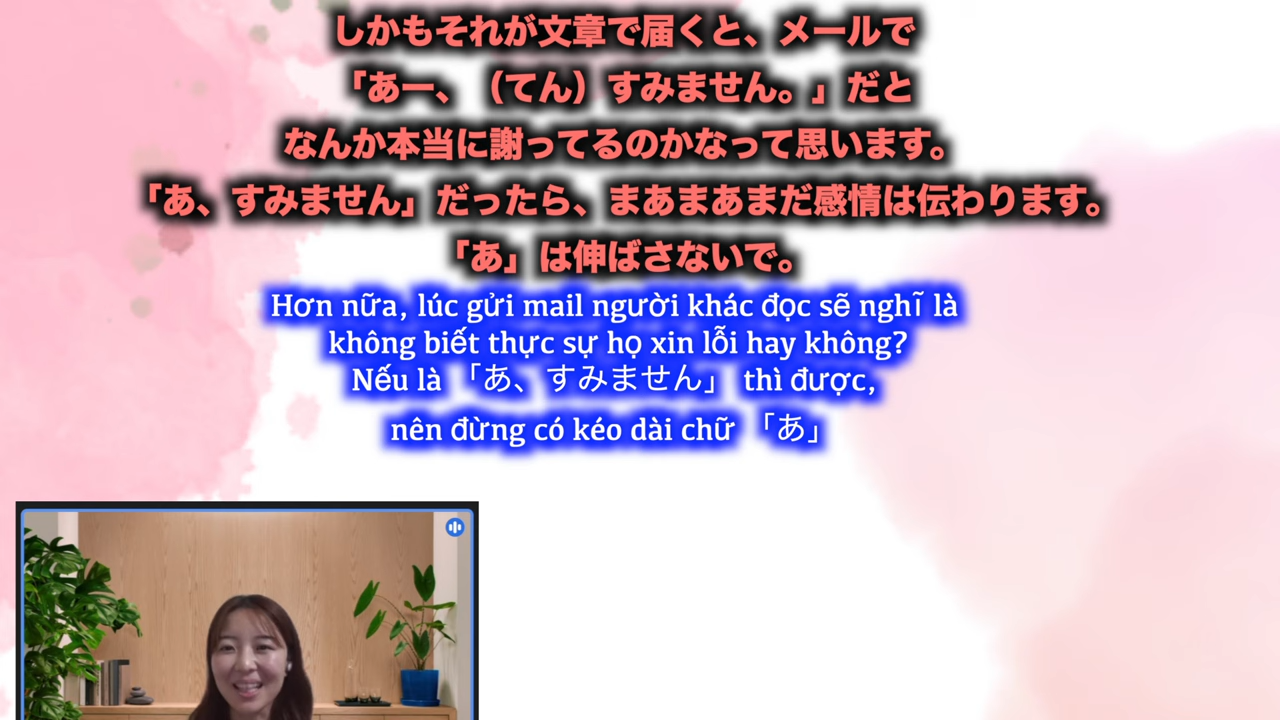 しかもそれが文章で届くと、メールで
「あー、（てん）すみません。」だと
なんか本当に謝ってるのかなって思います。
「あ、すみません」だったら、まあまあまだ感情は伝わります。
「あ」は伸ばさないで。
Hơn nữa, lúc gửi mail người khác đọc sẽ nghĩ là
không biết thực sự họ xin lỗi hay không?
Nếu là 「あ、すみません」 thì được,
nên đừng có kéo dài chữ 「あ」